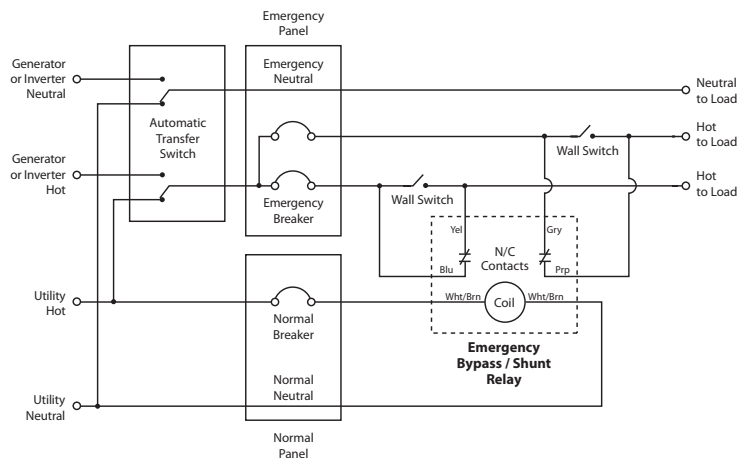 Emergency
Panel
Generator
or Inverter
Neutral
Emergency
Neutral
Neutral
to Load
Automatic
Transfer
Switch
Hot
to Load
Wall Switch
Generator
or Inverter
Hot
Hot
to Load
Emergency
Breaker
Wall Switch
Yel
Gry
N/C
Contacts
Blu
Prp
Utility
Hot
Wht/Brn
Coil
Wht/Brn
Normal
Breaker
Emergency
Bypass / Shunt
Relay
Normal
Neutral
Utility
Neutral
Normal
Panel